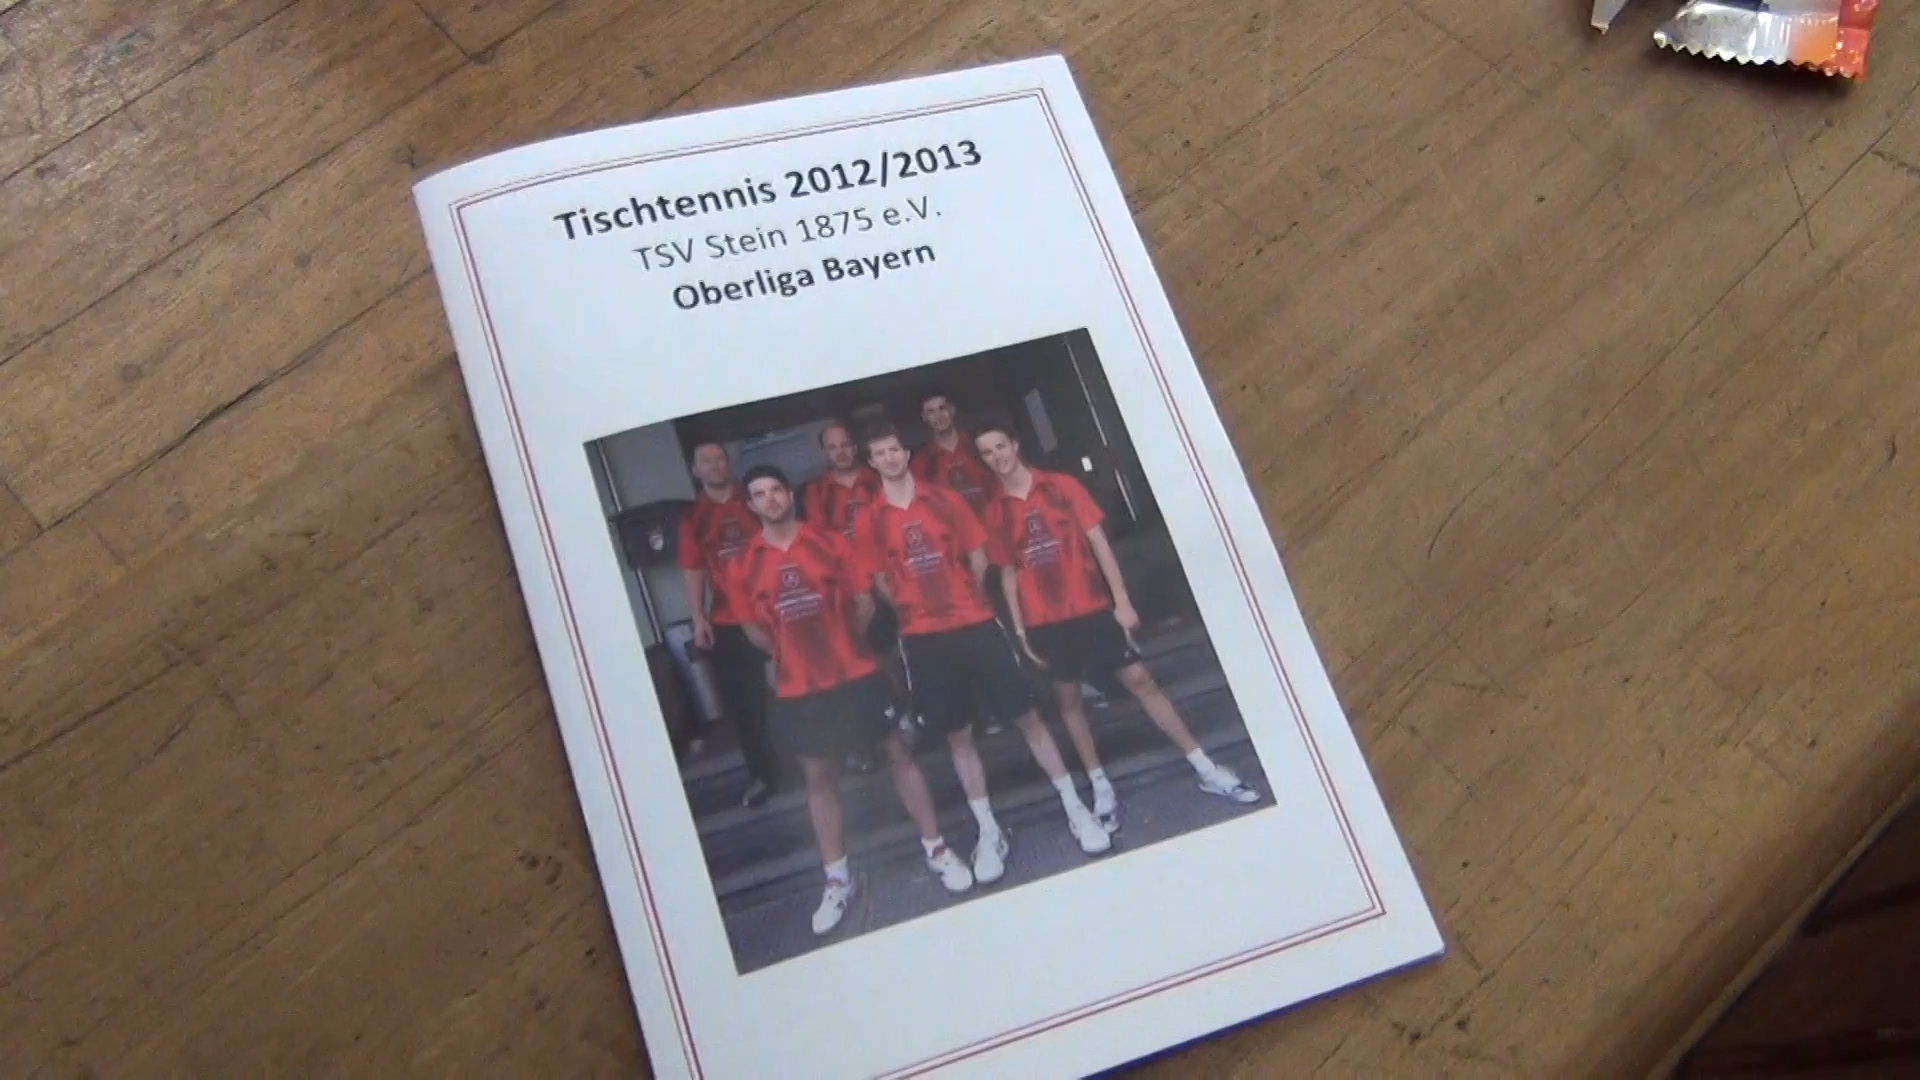 Tischtennis 2012/2013
TSV Stein 1875 e.V.
Oberliga Bayern